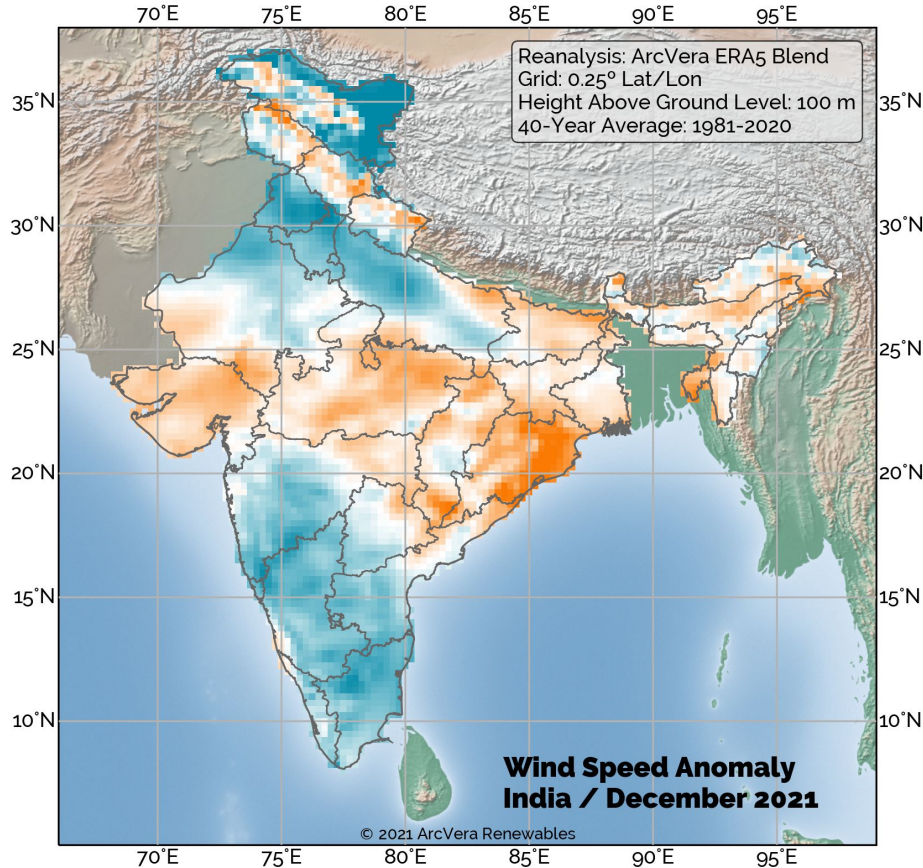 70°E 75°E 80°E 85°E 90°E 95°E
Reanalysis: ArcVera ERA5 Blend
Grid: 0.25º Lat/Lon
Height Above Ground Level: 100 m
40-Year Average: 1981-2020
35°N 35°N
30°N 30°N
25°N 25°N
20°N 20°N
15°N 15°N
10°N 10°N
Wind Speed Anomaly
India / December 2021
© 2021 ArcVera Renewables
70°E 75°E 80°E 85°E 90°E 95°E